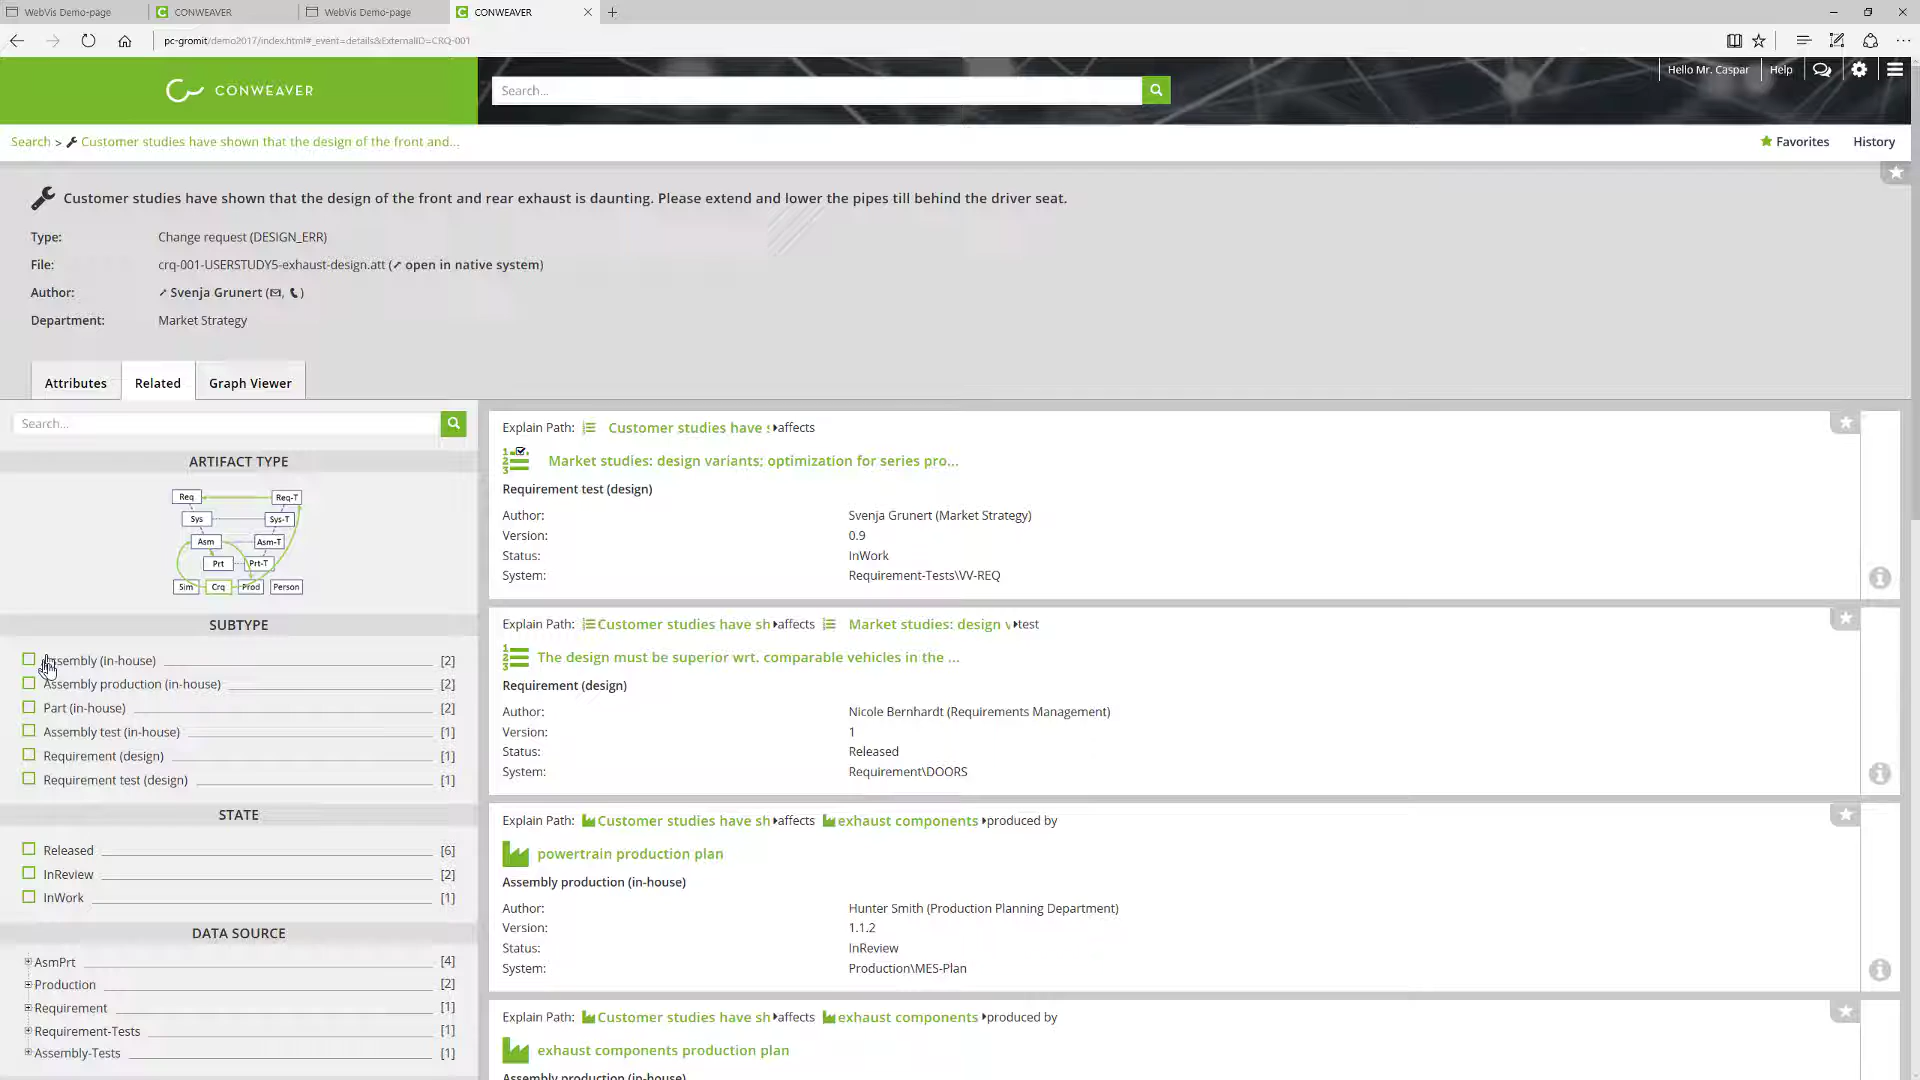 WebVis Demo-page
CONWEAVER
WebVis Demo-page
CONWEAVER
pc-gromit/demo2017/index.html#_event=details&ExternalID=CRQ-001
CONWEAVER
Search...
Hello Mr. Caspar
Help
Search > Customer studies have shown that the design of the front and...
Favorites
History
Customer studies have shown that the design of the front and rear exhaust is daunting. Please extend and lower the pipes till behind the driver seat.
Type: Change request (DESIGN_ERR)
File: crq-001-USERSTUDY5-exhaust-design.att (open in native system)
Author: Svenja Grunert (, )
Department: Market Strategy
Attributes Related Graph Viewer
Search...
ARTIFACT TYPE
Req Req-T
Sys Sys-T
Asm Asm-T
Prt Prt-T
Sim Crq Prod Person
SUBTYPE
Assembly (in-house) [2]
Assembly production (in-house) [2]
Part (in-house) [2]
Assembly test (in-house) [1]
Requirement (design) [1]
Requirement test (design) [1]
STATE
Released [6]
InReview [2]
InWork [1]
DATA SOURCE
AsmPrt [4]
Production [2]
Requirement [1]
Requirement-Tests [1]
Assembly-Tests [1]
Explain Path: Customer studies have s affects
Market studies: design variants; optimization for series pro...
Requirement test (design)
Author: Svenja Grunert (Market Strategy)
Version: 0.9
Status: InWork
System: Requirement-Tests\VV-REQ
Explain Path: Customer studies have sh affects Market studies: design v test
The design must be superior wrt. comparable vehicles in the ...
Requirement (design)
Author: Nicole Bernhardt (Requirements Management)
Version: 1
Status: Released
System: Requirement\DOORS
Explain Path: Customer studies have sh affects exhaust components produced by
powertrain production plan
Assembly production (in-house)
Author: Hunter Smith (Production Planning Department)
Version: 1.1.2
Status: InReview
System: Production\MES-Plan
Explain Path: Customer studies have sh affects exhaust components produced by
exhaust components production plan
Assembly production (in-house)